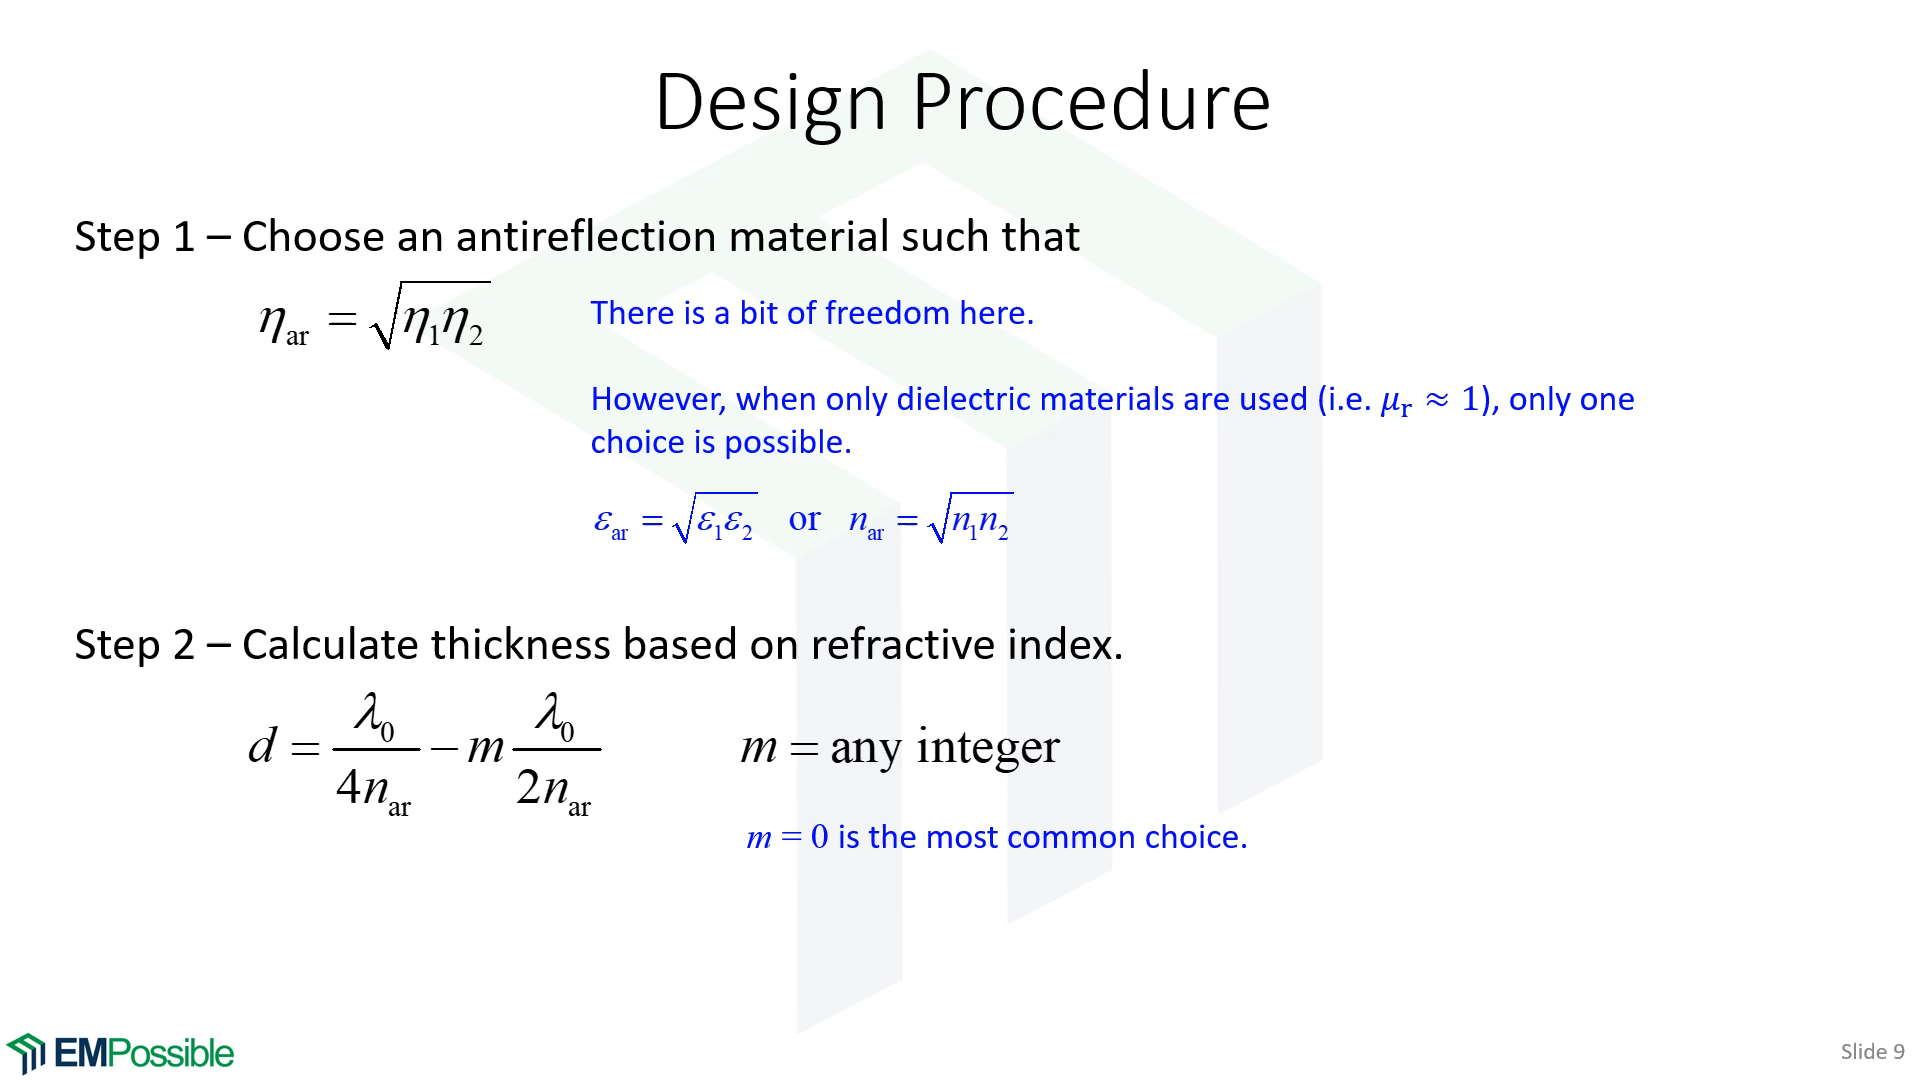 Design Procedure
Step 1 – Choose an antireflection material such that
η_ar = √(η₁η₂)
There is a bit of freedom here.
However, when only dielectric materials are used (i.e. μ_r ≈ 1), only one
choice is possible.
ε_ar = √(ε₁ε₂) or n_ar = √(n₁n₂)
Step 2 – Calculate thickness based on refractive index.
d = λ₀/(4n_ar) − m λ₀/(2n_ar) m = any integer
m = 0 is the most common choice.
EMPossible
Slide 9